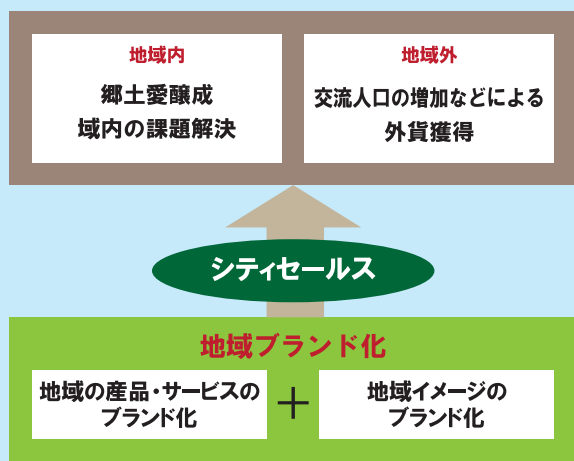 地域内
郷土愛醸成
域内の課題解決
地域外
交流人口の増加などによる
外貨獲得
シティセールス
地域ブランド化
地域の産品・サービスの
ブランド化
＋
地域イメージの
ブランド化